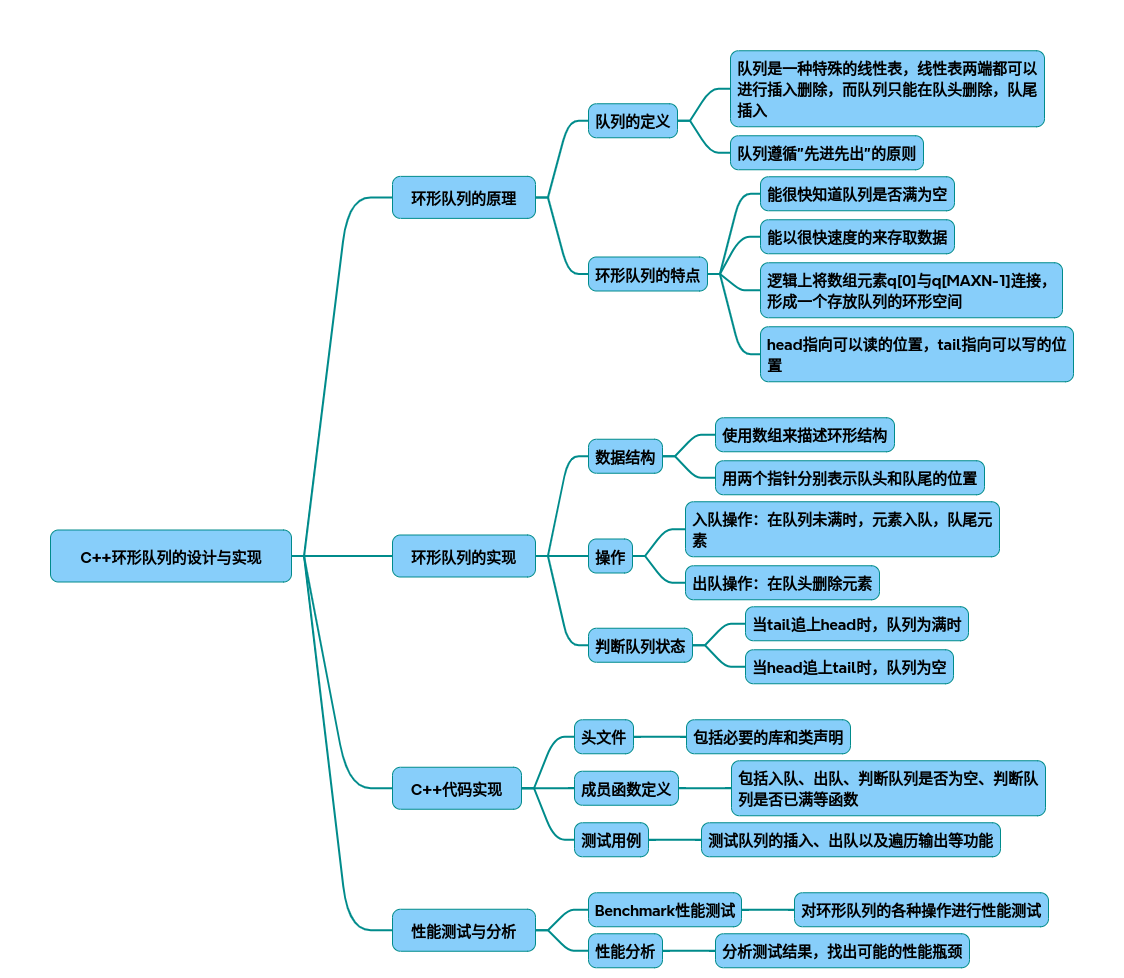 C++环形队列的设计与实现
环形队列的原理
队列的定义
队列是一种特殊的线性表，线性表两端都可以
进行插入删除，而队列只能在队头删除，队尾
插入
队列遵循”先进先出”的原则
环形队列的特点
能很快知道队列是否满为空
能以很快速度的来存取数据
逻辑上将数组元素q[0]与q[MAXN-1]连接，
形成一个存放队列的环形空间
head指向可以读的位置，tail指向可以写的位
置
环形队列的实现
数据结构
使用数组来描述环形结构
用两个指针分别表示队头和队尾的位置
操作
入队操作：在队列未满时，元素入队，队尾元
素
出队操作：在队头删除元素
判断队列状态
当tail追上head时，队列为满时
当head追上tail时，队列为空
C++代码实现
头文件
包括必要的库和类声明
成员函数定义
包括入队、出队、判断队列是否为空、判断队
列是否已满等函数
测试用例
测试队列的插入、出队以及遍历输出等功能
性能测试与分析
Benchmark性能测试
对环形队列的各种操作进行性能测试
性能分析
分析测试结果，找出可能的性能瓶颈